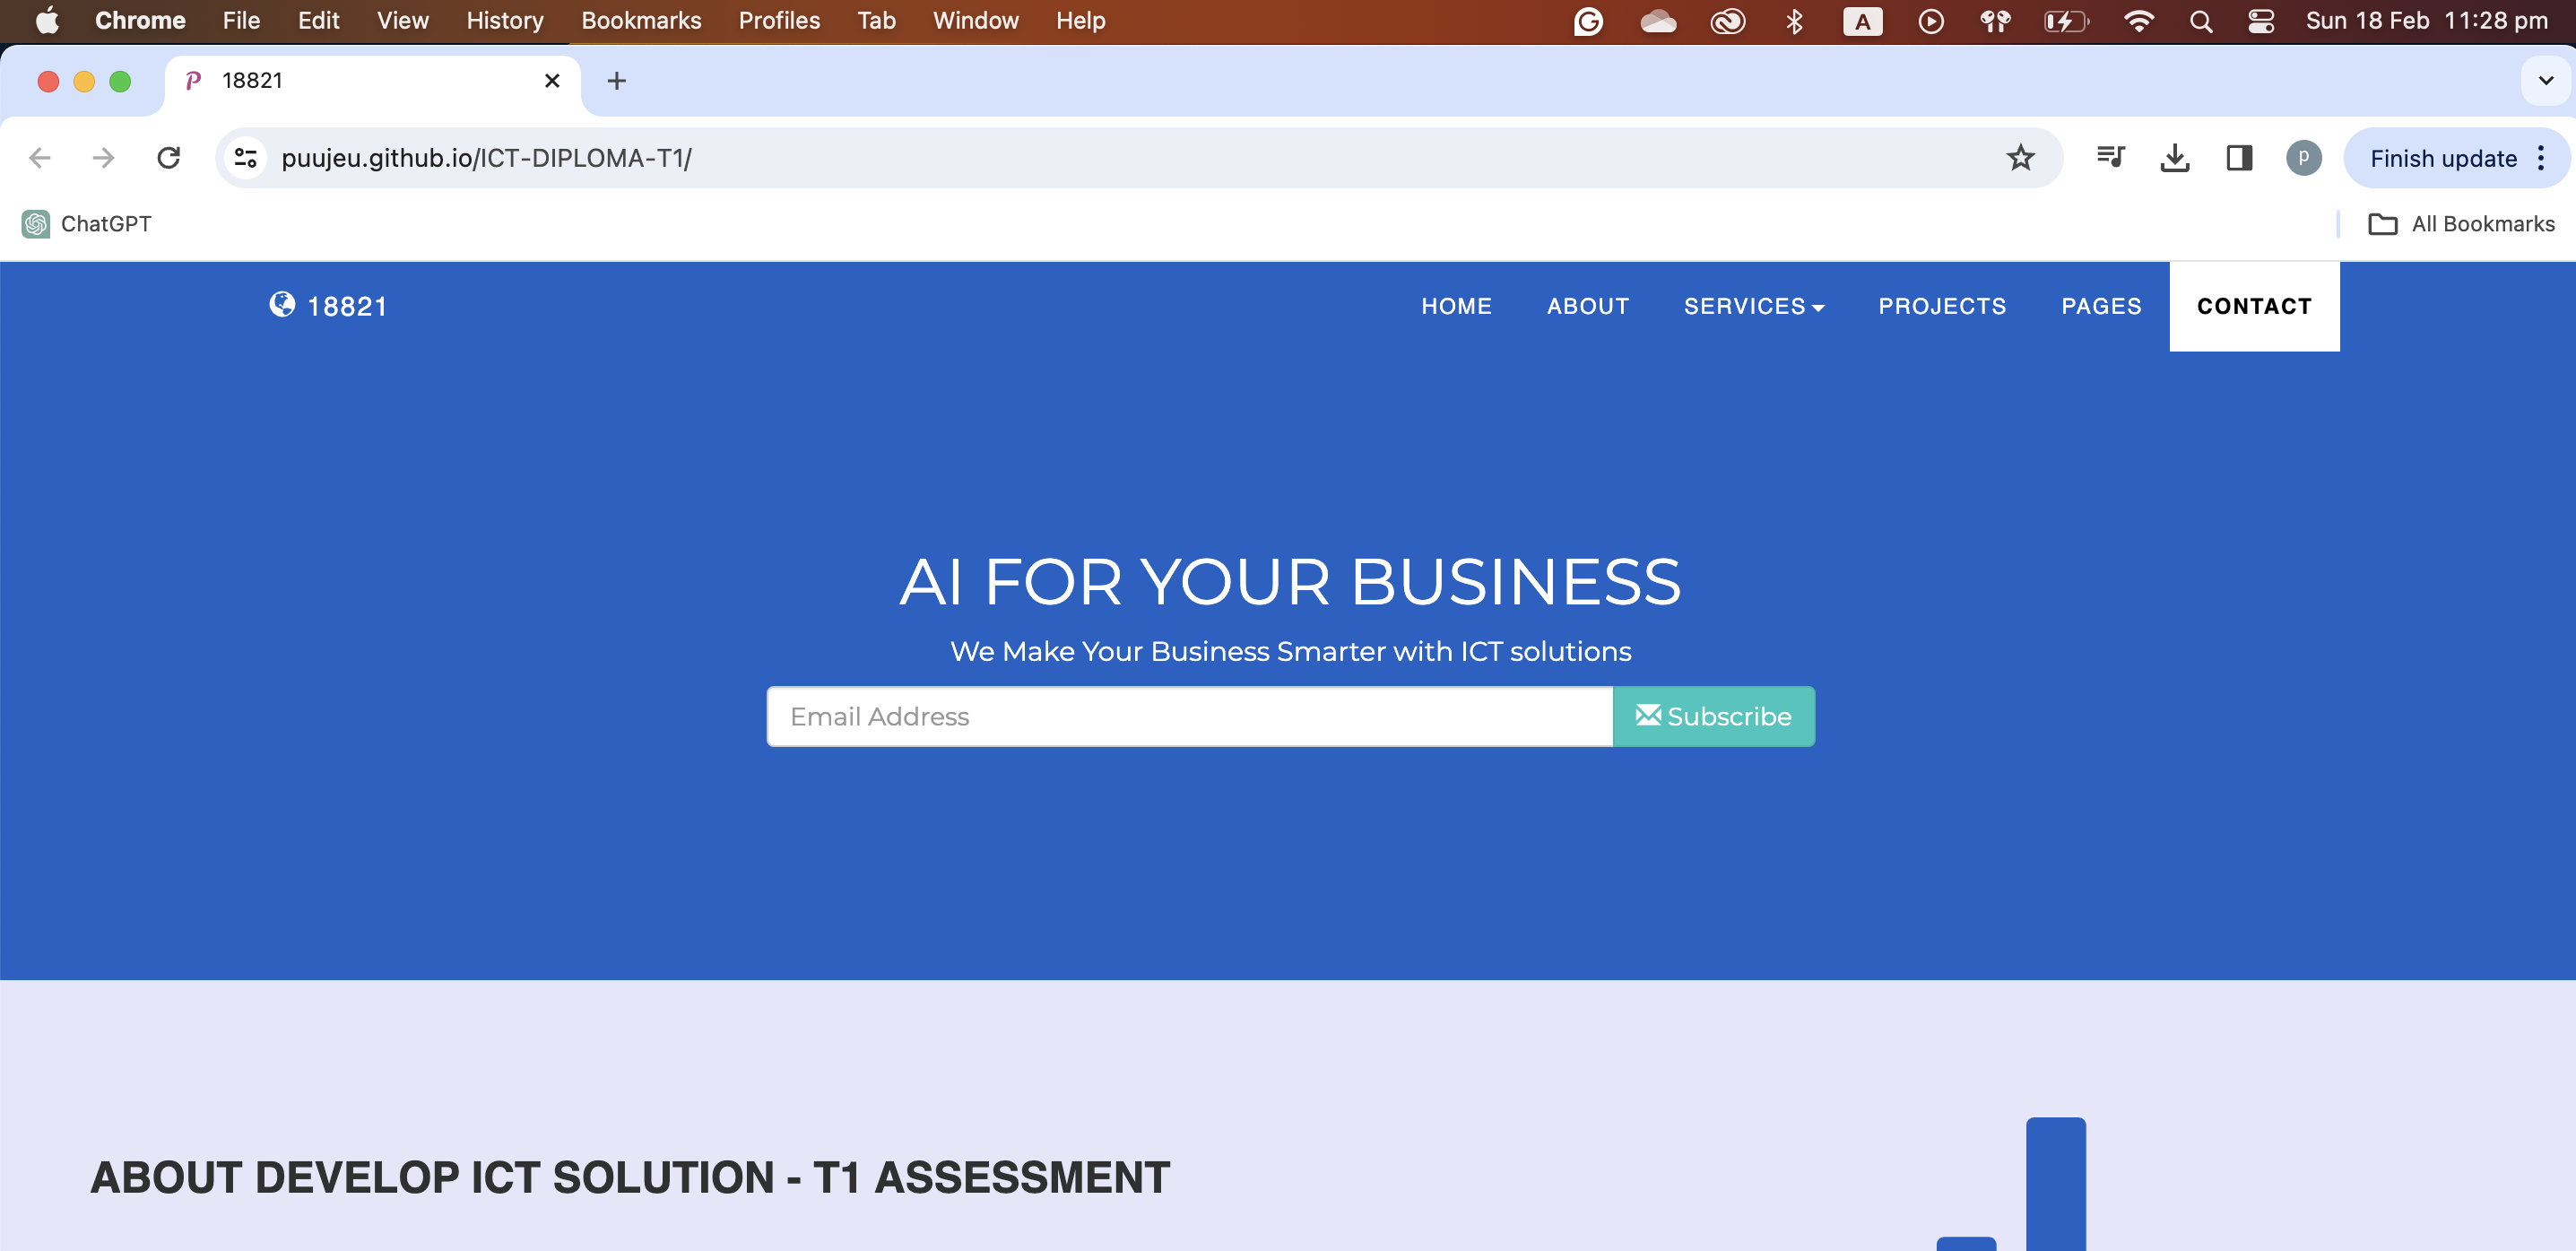 Chrome File Edit View History Bookmarks Profiles Tab Window Help A Sun 18 Feb 11:28 pm
18821
puujeu.github.io/ICT-DIPLOMA-T1/ P Finish update
ChatGPT All Bookmarks
18821 HOME ABOUT SERVICES PROJECTS PAGES CONTACT
AI FOR YOUR BUSINESS
We Make Your Business Smarter with ICT solutions
Email Address Subscribe
ABOUT DEVELOP ICT SOLUTION - T1 ASSESSMENT